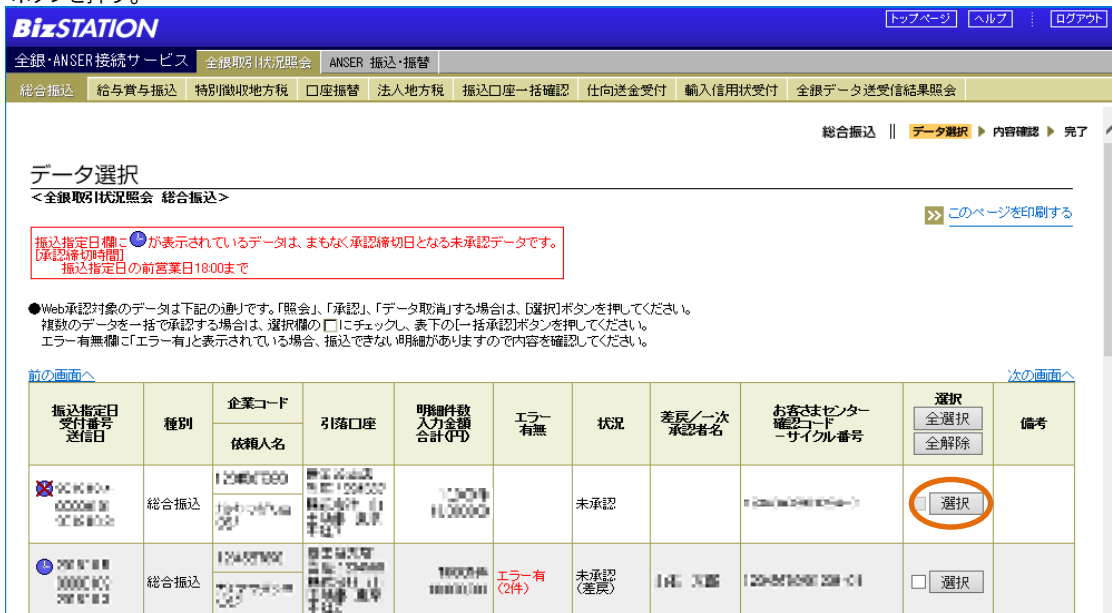 ボタンを押す。
BizSTATION
トップページ ヘルプ ログアウト
全銀・ANSER接続サービス 全銀取引状況照会 ANSER 振込・振替
総合振込 給与賞与振込 特別徴収地方税 口座振替 法人地方税 振込口座一括確認 仕向送金受付 輸入信用状受付 全銀データ送受信結果照会
総合振込 || データ選択 ▶ 内容確認 ▶ 完了
データ選択
<全銀取引状況照会 総合振込>
このページを印刷する
振込指定日欄に が表示されているデータは、まもなく承認締切日となる未承認データです。
[承認締切時間]
振込指定日の前営業日18:00まで
●Web承認対象のデータは下記の通りです。「照会」、「承認」、「データ取消」する場合は、[選択]ボタンを押してください。
複数のデータを一括で承認する場合は、選択欄の□にチェックし、表下の[一括承認]ボタンを押してください。
エラー有無欄に「エラー有」と表示されている場合、振込できない明細がありますので内容を確認してください。
前の画面へ 次の画面へ
振込指定日
受付番号
送信日
種別
企業コード
依頼人名
引落口座
明細件数
入力金額
合計(円)
エラー
有無
状況
差戻/一次
承認者名
お客さまセンター
確認コード
-サイクル番号
選択
全選択
全解除
備考
総合振込 未承認 選択
総合振込
エラー有
(2件)
未承認
(差戻)
選択